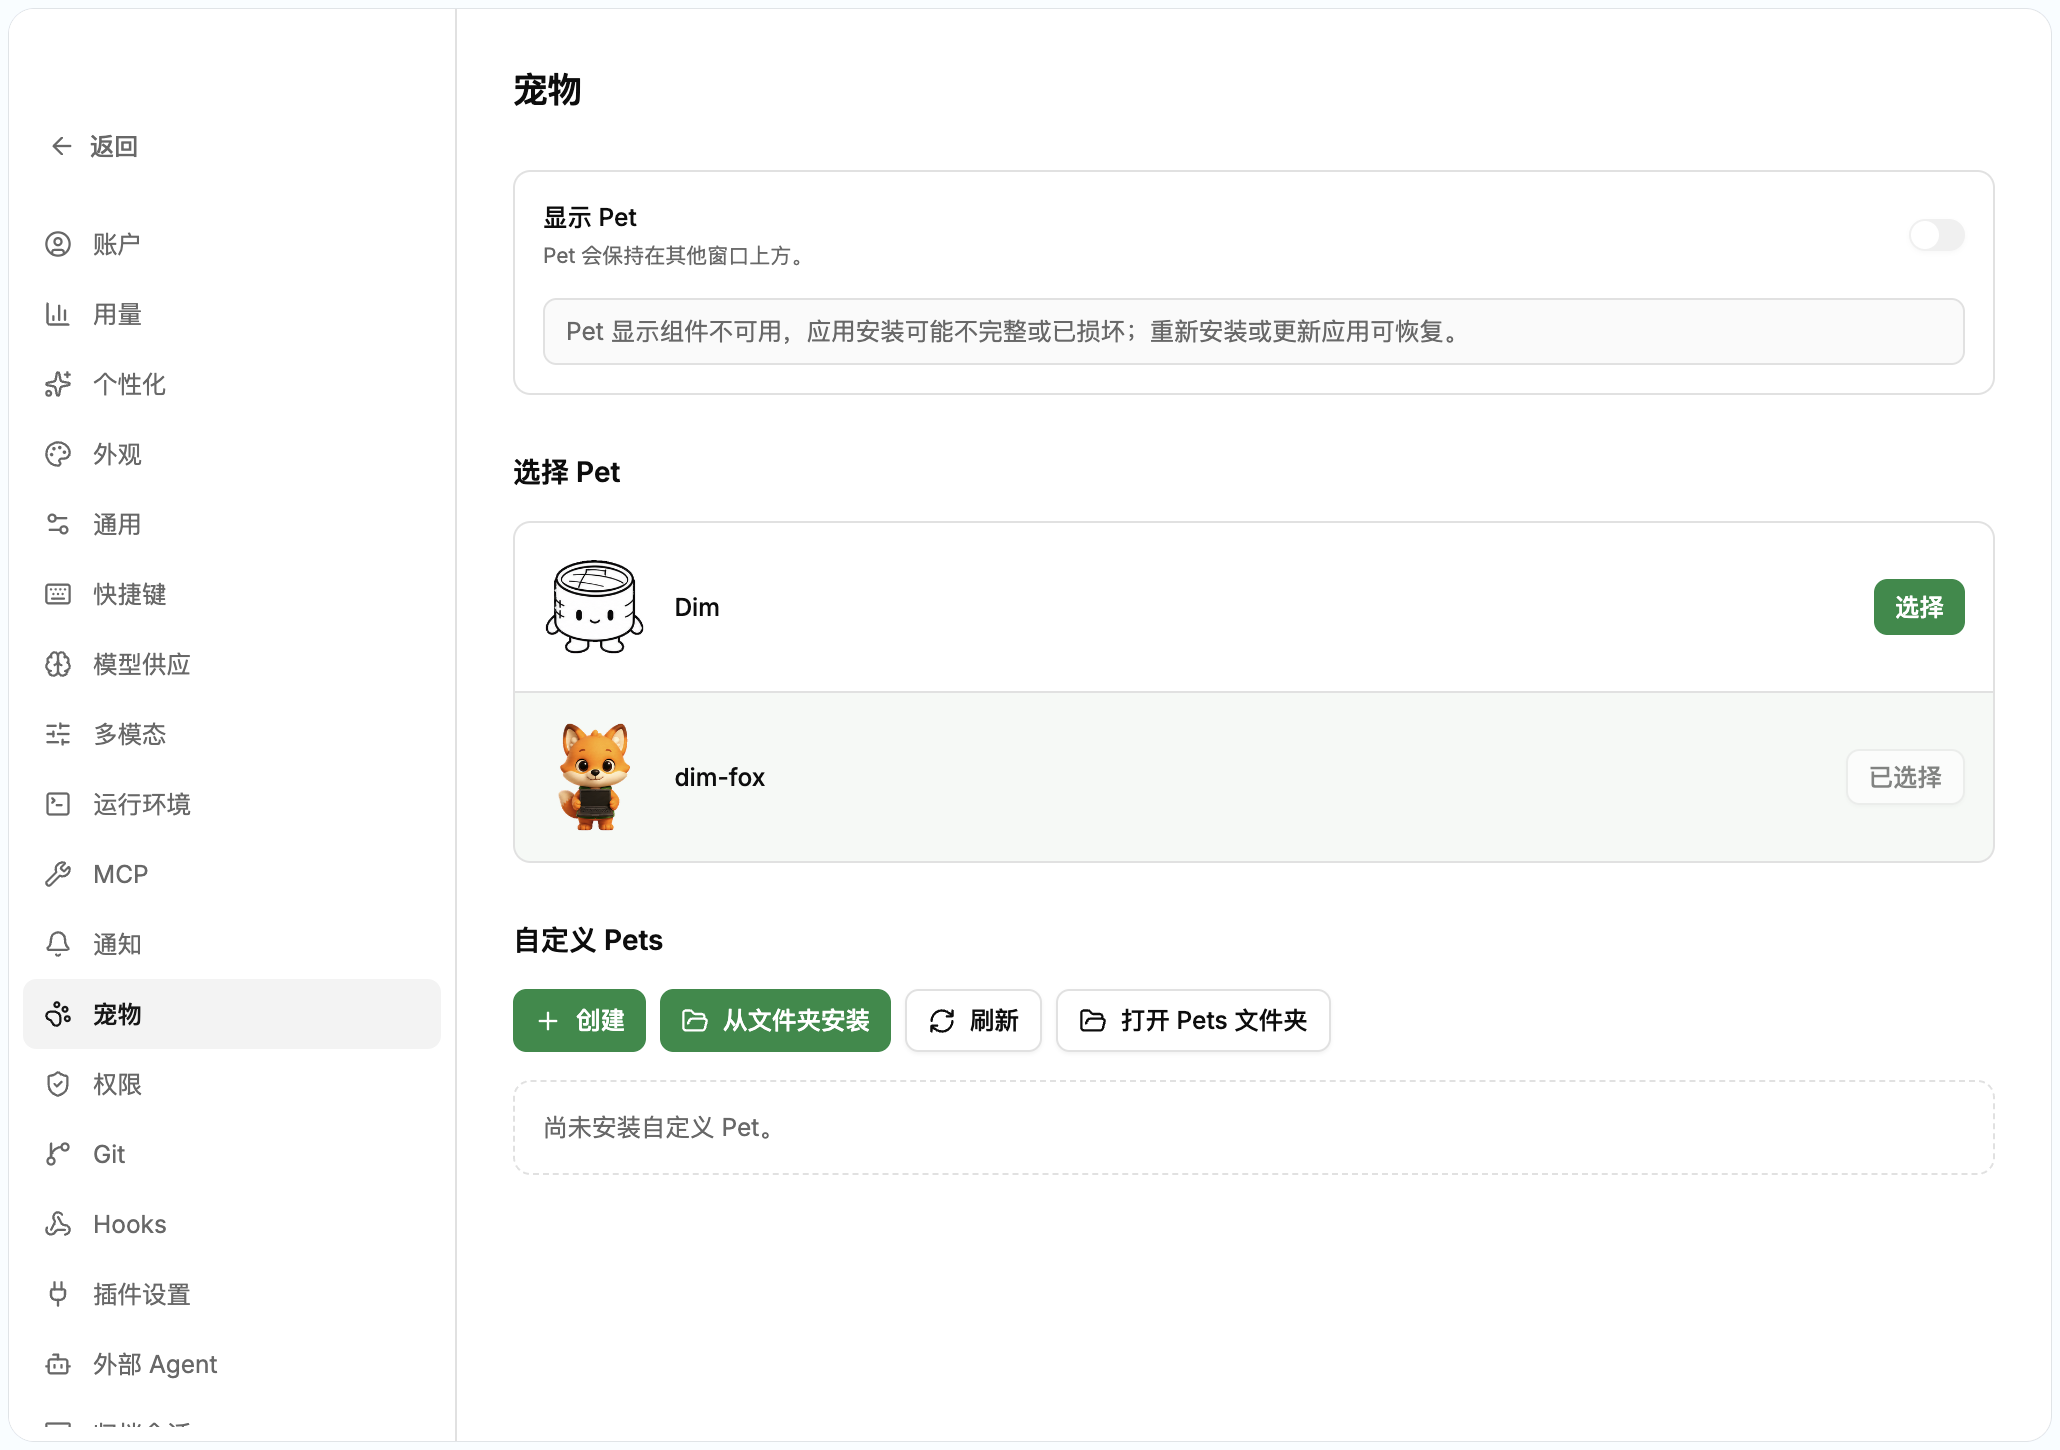 返回
账户
用量
个性化
外观
通用
快捷键
模型供应
多模态
运行环境
MCP
通知
宠物
权限
Git
Hooks
插件设置
外部 Agent
宠物
显示 Pet
Pet 会保持在其他窗口上方。
Pet 显示组件不可用，应用安装可能不完整或已损坏；重新安装或更新应用可恢复。
选择 Pet
Dim
选择
dim-fox
已选择
自定义 Pets
创建
从文件夹安装
刷新
打开 Pets 文件夹
尚未安装自定义 Pet。